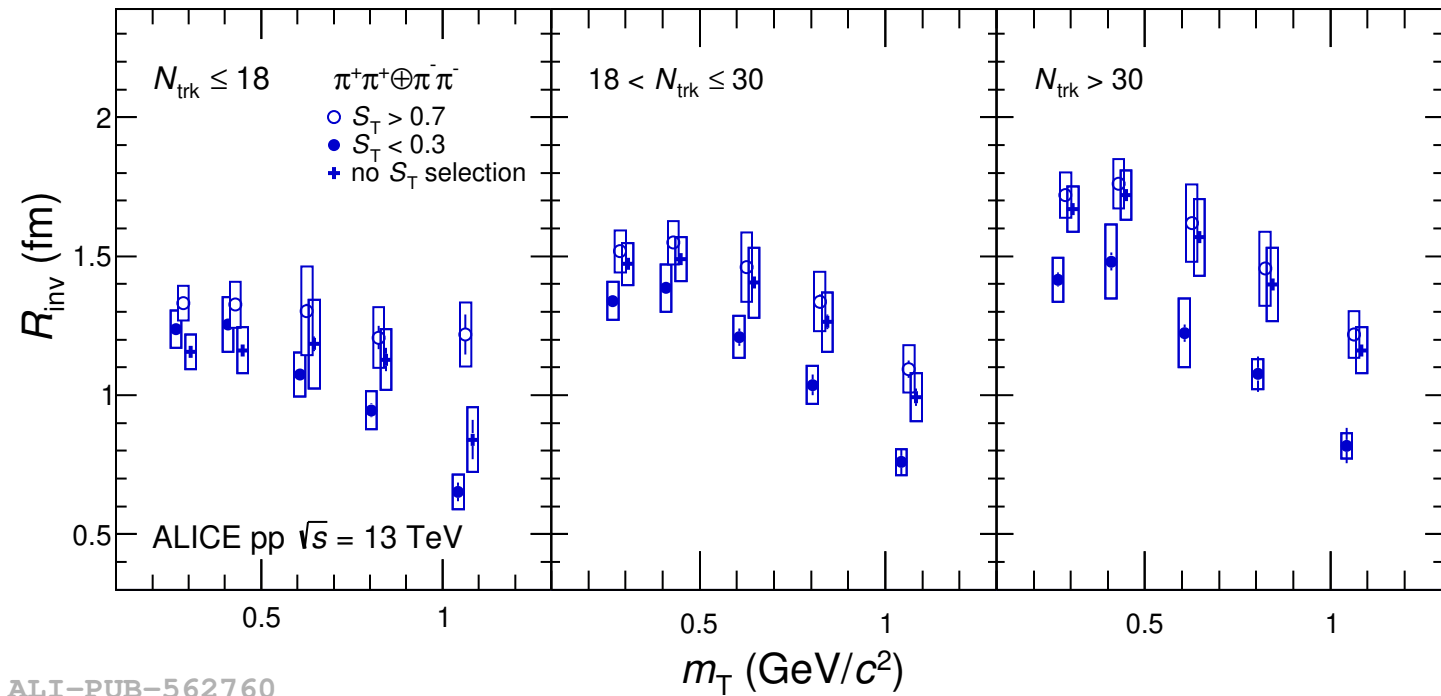 N_trk ≤ 18
π⁺π⁺⊕π⁻π⁻
S_T > 0.7
S_T < 0.3
no S_T selection
18 < N_trk ≤ 30
N_trk > 30
2
1.5
1
0.5
R_inv (fm)
ALICE pp √s = 13 TeV
0.5
1
0.5
1
0.5
1
m_T (GeV/c²)
ALI-PUB-562760